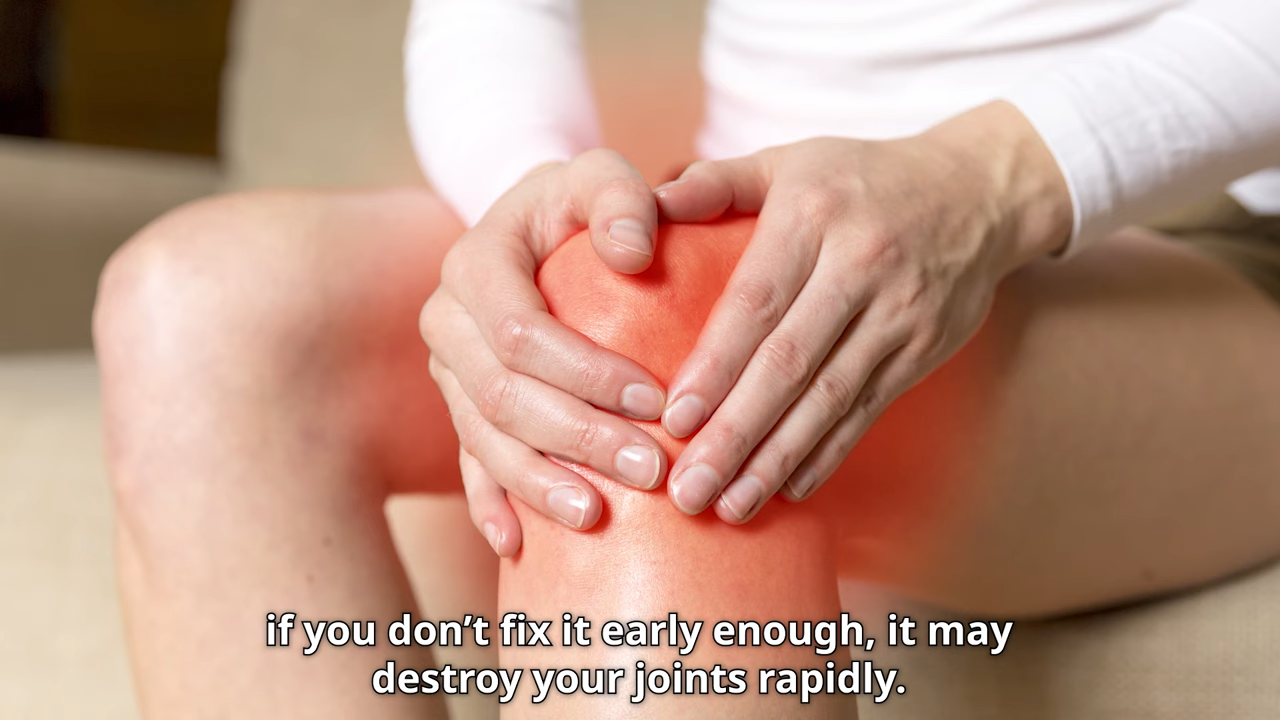 if you don’t fix it early enough, it may
destroy your joints rapidly.